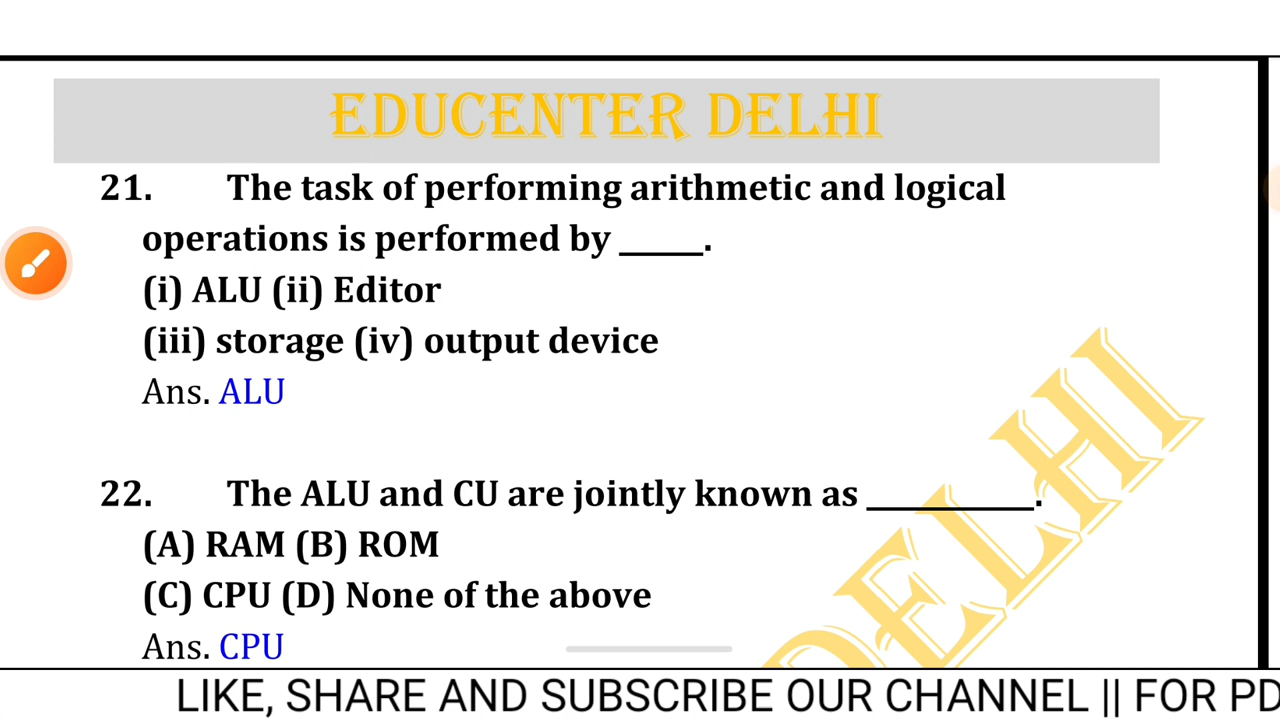 EDUCENTER DELHI
21. The task of performing arithmetic and logical
operations is performed by ______.
(i) ALU (ii) Editor
(iii) storage (iv) output device
Ans. ALU
22. The ALU and CU are jointly known as ____________.
(A) RAM (B) ROM
(C) CPU (D) None of the above
Ans. CPU
DELHI
LIKE, SHARE AND SUBSCRIBE OUR CHANNEL || FOR PD